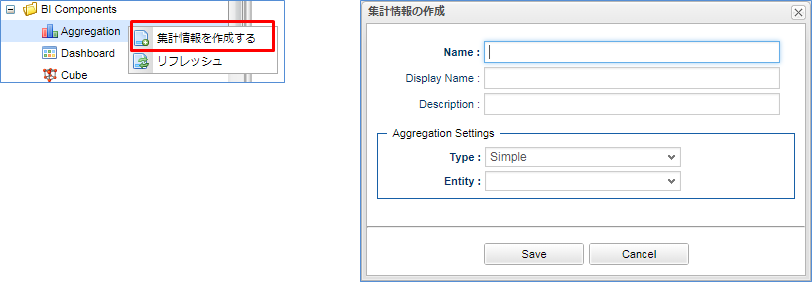 BI Components
Aggregation
集計情報を作成する
Dashboard
リフレッシュ
Cube
集計情報の作成
Name :
Display Name :
Description :
Aggregation Settings
Type : Simple
Entity :
Save Cancel